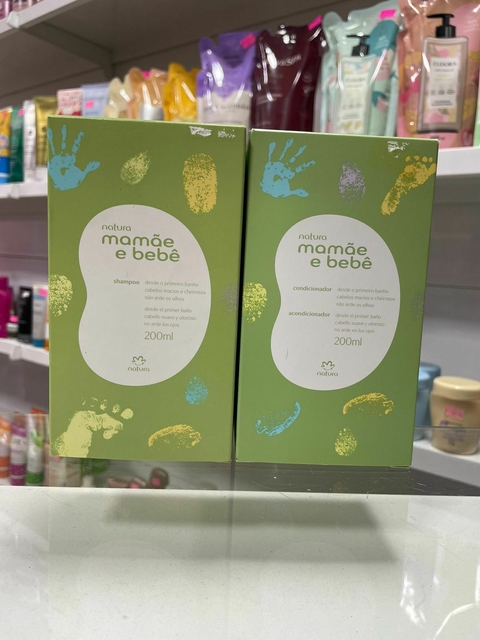 natura
mamãe
e bebê
shampoo
desde o primeiro banho
cabelos macios e cheirosos
não arde os olhos
desde el primer baño
cabello suave y oloroso
no arde los ojos
200ml
natura
natura
mamãe
e bebê
condicionador
desde o primeiro banho
cabelos macios e cheirosos
não arde os olhos
acondicionador
desde el primer baño
cabello suave y oloroso
no arde los ojos
200ml
natura
EUDORA